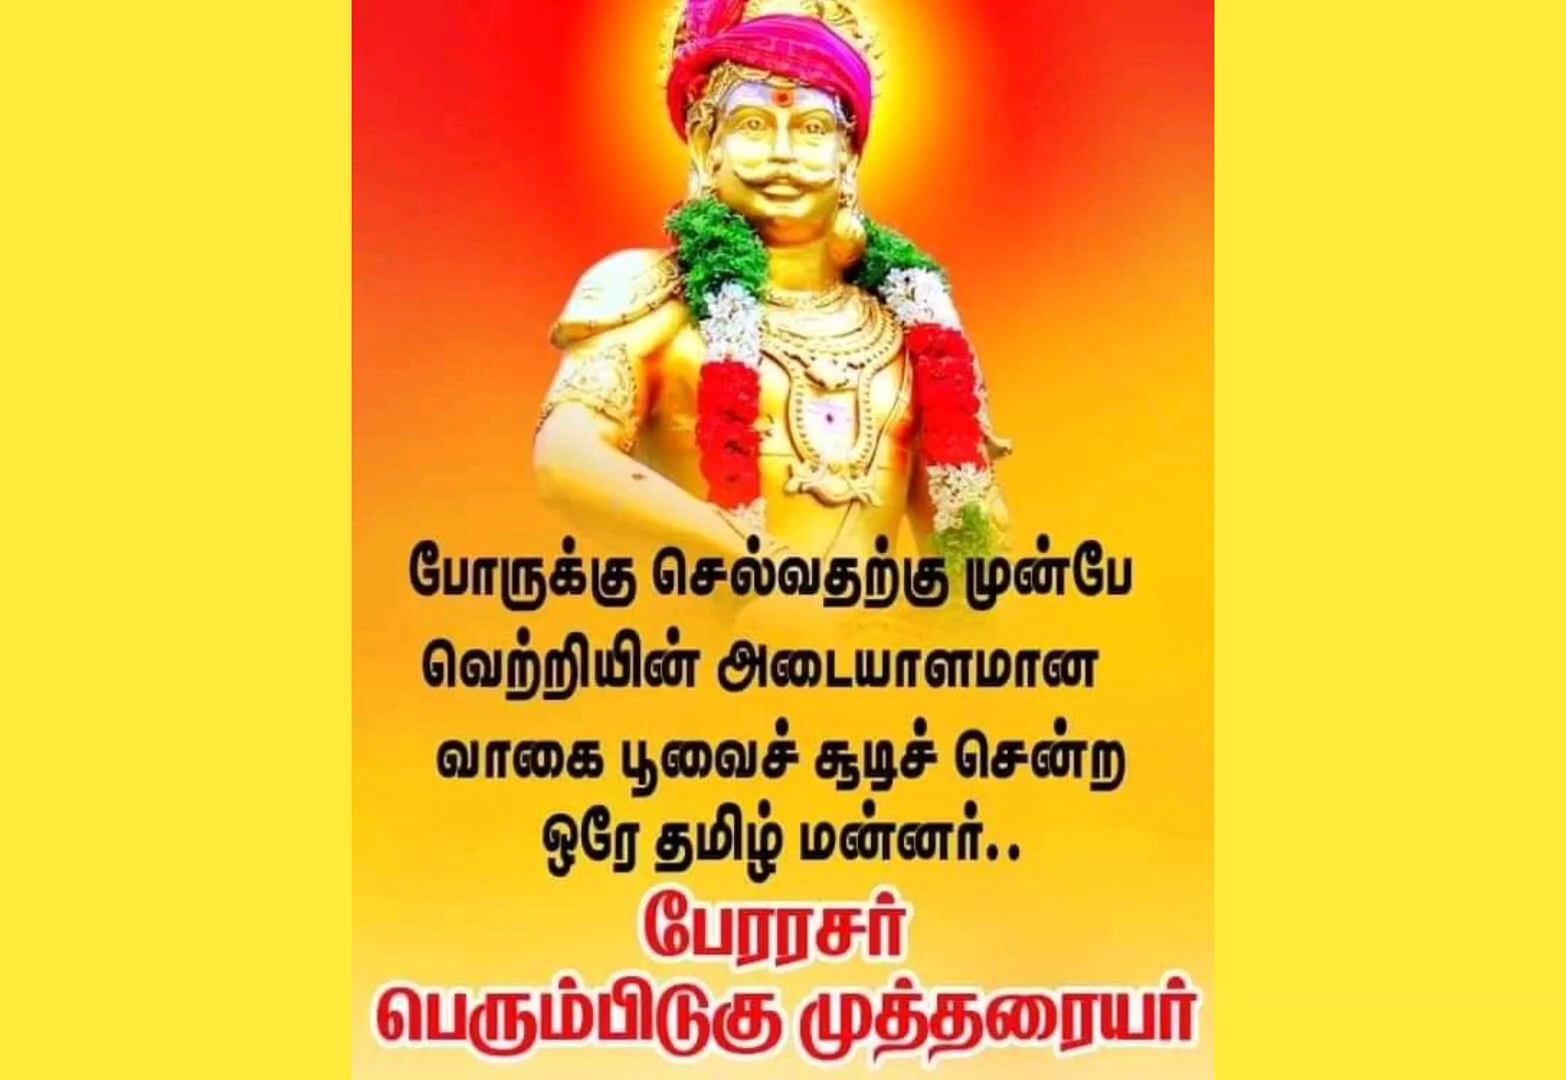 போருக்கு செல்வதற்கு முன்பே
வெற்றியின் அடையாளமான
வாகை பூவைச் சூடிச் சென்ற
ஒரே தமிழ் மன்னர்..
பேரரசர்
பெரும்பிடுகு முத்தரையர்